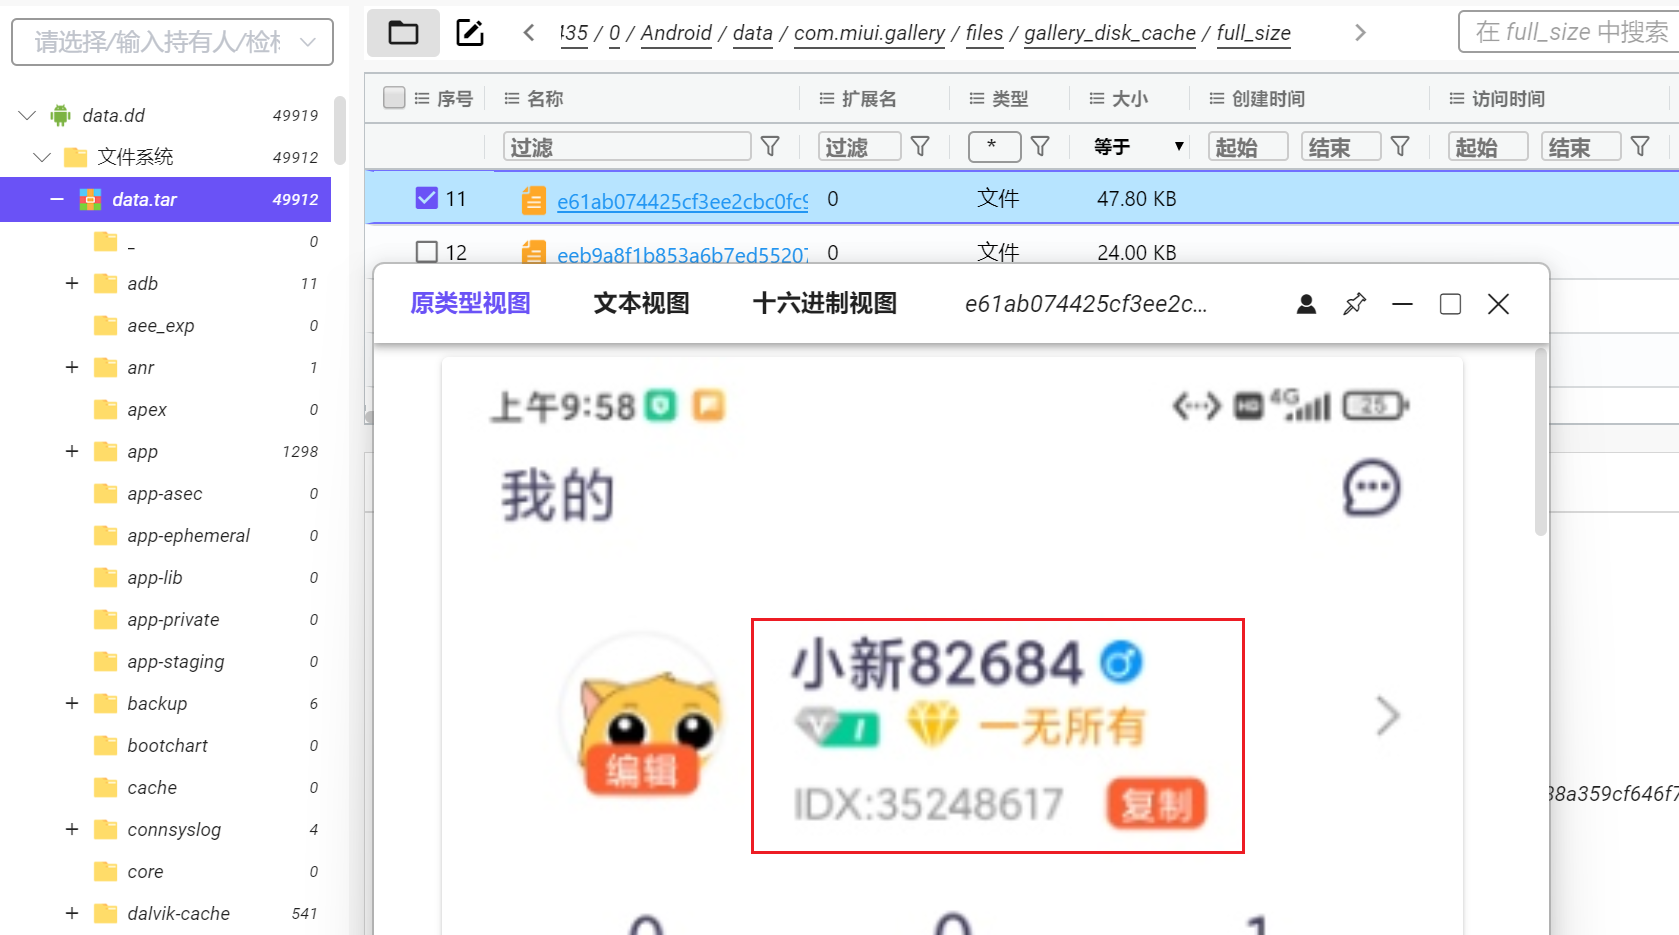 请选择/输入持有人/检
435 / 0 / Android / data / com.miui.gallery / files / gallery_disk_cache / full_size
在 full_size 中搜索
序号 名称 扩展名 类型 大小 创建时间 访问时间
过滤 过滤 * 等于 起始 结束 起始 结束
11 e61ab074425cf3ee2cbc0fc9 0 文件 47.80 KB
12 eeb9a8f1b853a6b7ed55207 0 文件 24.00 KB
data.dd 49919
文件系统 49912
data.tar 49912
_ 0
adb 11
aee_exp 0
anr 1
apex 0
app 1298
app-asec 0
app-ephemeral 0
app-lib 0
app-private 0
app-staging 0
backup 6
bootchart 0
cache 0
connsyslog 4
core 0
dalvik-cache 541
原类型视图 文本视图 十六进制视图 e61ab074425cf3ee2c...
上午9:58 HD 4G 25
我的
小新82684
V 1 一无所有
编辑
IDX:35248617 复制
0 0 1
38a359cf646f7